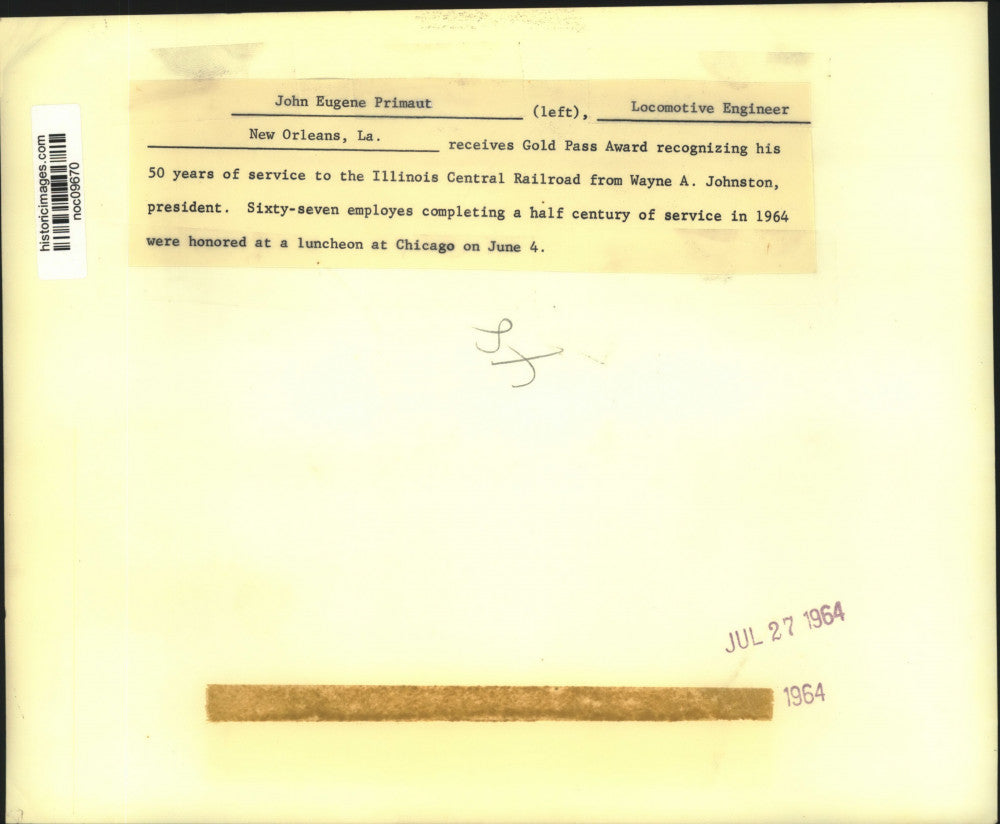 John Eugene Primaut (left), Locomotive Engineer
New Orleans, La. receives Gold Pass Award recognizing his
50 years of service to the Illinois Central Railroad from Wayne A. Johnston,
president. Sixty-seven employes completing a half century of service in 1964
were honored at a luncheon at Chicago on June 4.
historicimages.com
noc09670
JUL 27 1964
1964